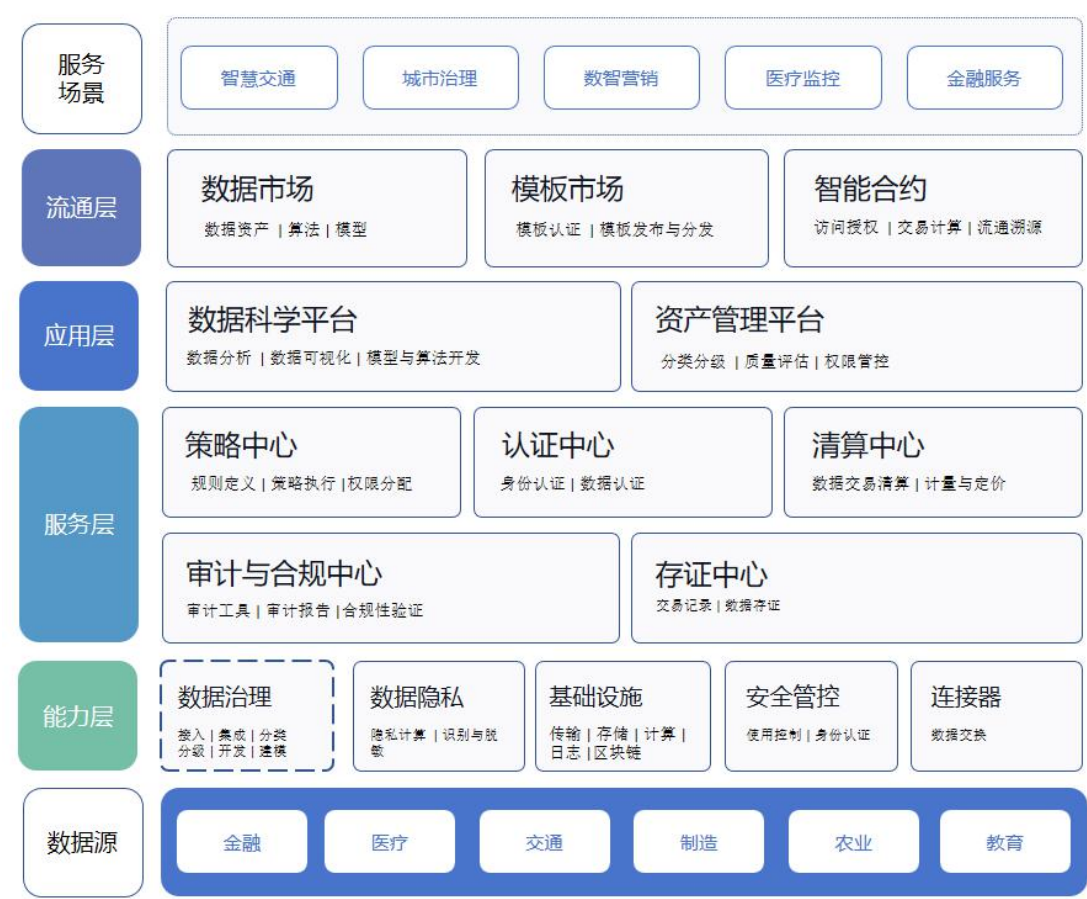 服务
场景
智慧交通
城市治理
数智营销
医疗监控
金融服务
流通层
数据市场
数据资产 | 算法 | 模型
模板市场
模板认证 | 模板发布与分发
智能合约
访问授权 | 交易计算 | 流通溯源
应用层
数据科学平台
数据分析 | 数据可视化 | 模型与算法开发
资产管理平台
分类分级 | 质量评估 | 权限管控
服务层
策略中心
规则定义 | 策略执行 |权限分配
认证中心
身份认证 | 数据认证
清算中心
数据交易清算 | 计量与定价
审计与合规中心
审计工具 | 审计报告 |合规性验证
存证中心
交易记录 | 数据存证
能力层
数据治理
接入 | 集成 | 分类
分级 | 开发 | 建模
数据隐私
隐私计算 | 识别与脱
敏
基础设施
传输 | 存储 | 计算 |
日志 |区块链
安全管控
使用控制 | 身份认证
连接器
数据交换
数据源
金融
医疗
交通
制造
农业
教育